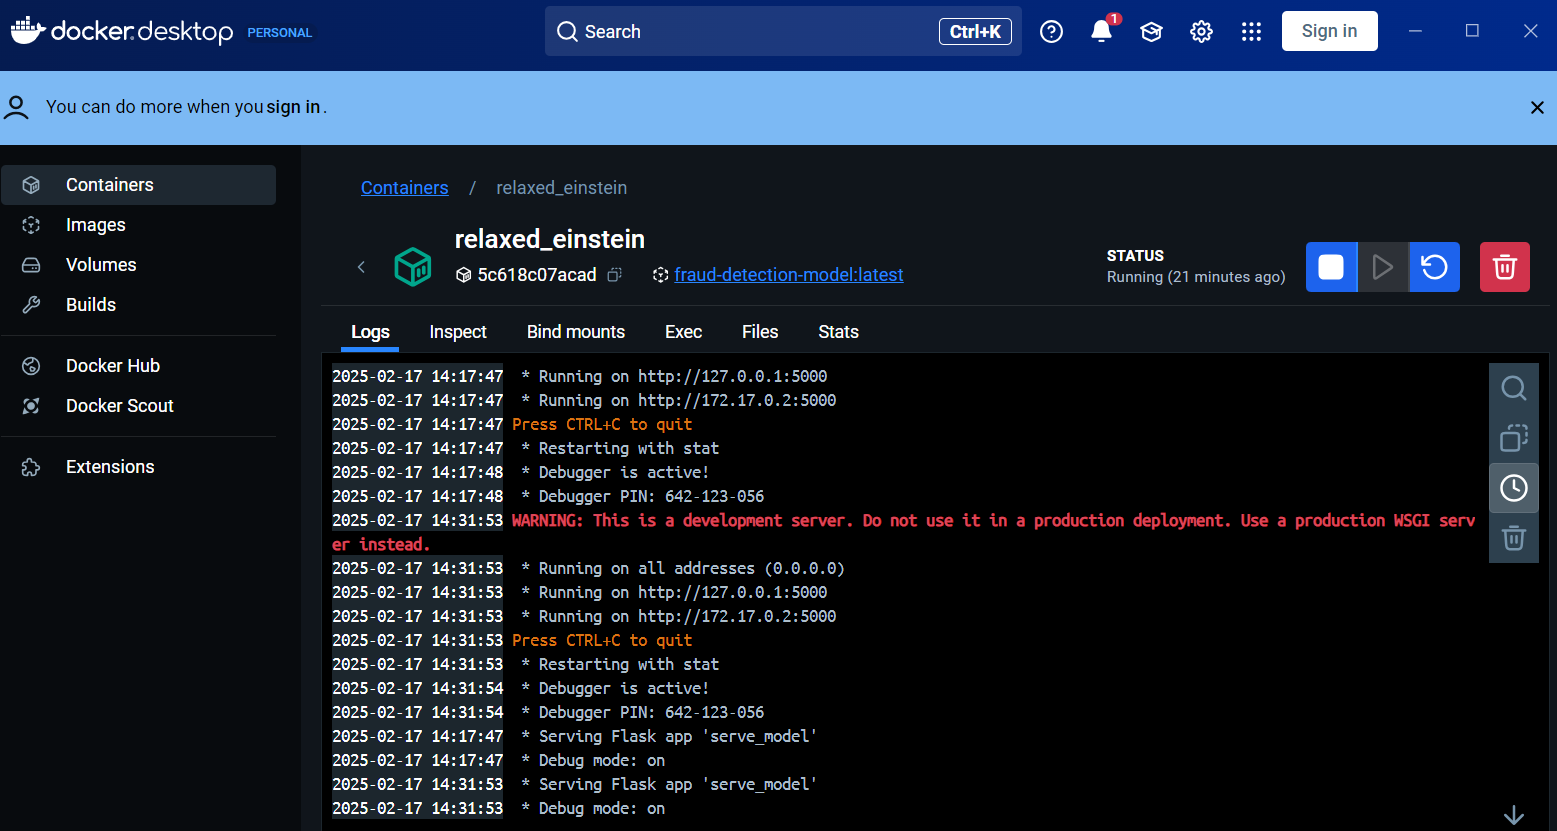 docker.desktop PERSONAL
Search Ctrl+K
1
Sign in
You can do more when you sign in.
Containers
Images
Volumes
Builds
Docker Hub
Docker Scout
Extensions
Containers / relaxed_einstein
relaxed_einstein
5c618c07acad fraud-detection-model:latest
STATUS
Running (21 minutes ago)
Logs Inspect Bind mounts Exec Files Stats
2025-02-17 14:17:47 * Running on http://127.0.0.1:5000
2025-02-17 14:17:47 * Running on http://172.17.0.2:5000
2025-02-17 14:17:47 Press CTRL+C to quit
2025-02-17 14:17:47 * Restarting with stat
2025-02-17 14:17:48 * Debugger is active!
2025-02-17 14:17:48 * Debugger PIN: 642-123-056
2025-02-17 14:31:53 WARNING: This is a development server. Do not use it in a production deployment. Use a production WSGI serv
er instead.
2025-02-17 14:31:53 * Running on all addresses (0.0.0.0)
2025-02-17 14:31:53 * Running on http://127.0.0.1:5000
2025-02-17 14:31:53 * Running on http://172.17.0.2:5000
2025-02-17 14:31:53 Press CTRL+C to quit
2025-02-17 14:31:53 * Restarting with stat
2025-02-17 14:31:54 * Debugger is active!
2025-02-17 14:31:54 * Debugger PIN: 642-123-056
2025-02-17 14:17:47 * Serving Flask app 'serve_model'
2025-02-17 14:17:47 * Debug mode: on
2025-02-17 14:31:53 * Serving Flask app 'serve_model'
2025-02-17 14:31:53 * Debug mode: on